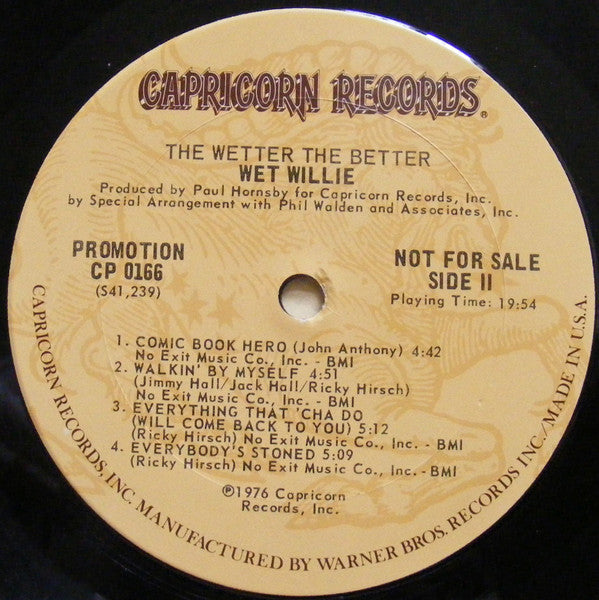 CAPRICORN RECORDS®
THE WETTER THE BETTER
WET WILLIE
Produced by Paul Hornsby for Capricorn Records, Inc.
by Special Arrangement with Phil Walden and Associates, Inc.
PROMOTION
CP 0166
(S41,239)
NOT FOR SALE
SIDE II
Playing Time: 19:54
1. COMIC BOOK HERO (John Anthony) 4:42
No Exit Music Co., Inc. - BMI
2. WALKIN' BY MYSELF 4:51
(Jimmy Hall/Jack Hall/Ricky Hirsch)
No Exit Music Co., Inc. - BMI
3. EVERYTHING THAT 'CHA DO
(WILL COME BACK TO YOU) 5:12
(Ricky Hirsch) No Exit Music Co., Inc. - BMI
4. EVERYBODY'S STONED 5:09
(Ricky Hirsch) No Exit Music Co., Inc. - BMI
℗1976 Capricorn
Records, Inc.
CAPRICORN RECORDS, INC. MANUFACTURED BY WARNER BROS. RECORDS INC./MADE IN U.S.A.